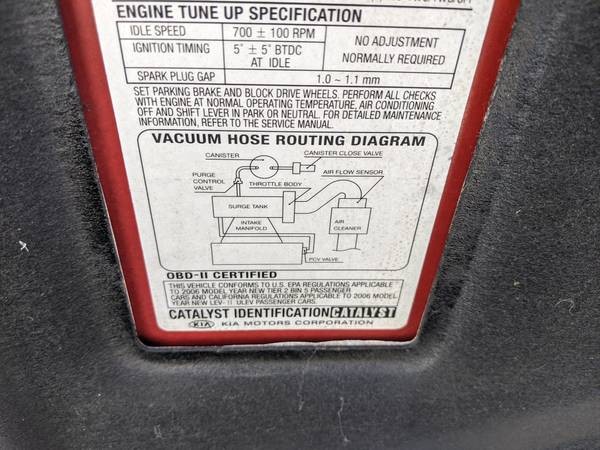 ENGINE TUNE UP SPECIFICATION
IDLE SPEED 700 ± 100 RPM NO ADJUSTMENT
IGNITION TIMING 5° ± 5° BTDC NORMALLY REQUIRED
AT IDLE
SPARK PLUG GAP 1.0 ~ 1.1 mm
SET PARKING BRAKE AND BLOCK DRIVE WHEELS. PERFORM ALL CHECKS
WITH ENGINE AT NORMAL OPERATING TEMPERATURE, AIR CONDITIONING
OFF AND SHIFT LEVER IN PARK OR NEUTRAL. FOR DETAILED MAINTENANCE
INFORMATION, REFER TO THE SERVICE MANUAL.
VACUUM HOSE ROUTING DIAGRAM
CANISTER CANISTER CLOSE VALVE
PURGE AIR FLOW SENSOR
CONTROL THROTTLE BODY
VALVE
SURGE TANK
INTAKE AIR
MANIFOLD CLEANER
PCV VALVE
OBD-II CERTIFIED
THIS VEHICLE CONFORMS TO U.S. EPA REGULATIONS APPLICABLE
TO 2006 MODEL YEAR NEW TIER 2 BIN 5 PASSENGER
CARS AND CALIFORNIA REGULATIONS APPLICABLE TO 2006 MODEL
YEAR NEW LEV-II ULEV PASSENGER CARS.
CATALYST IDENTIFICATION CATALYST
KIA KIA MOTORS CORPORATION